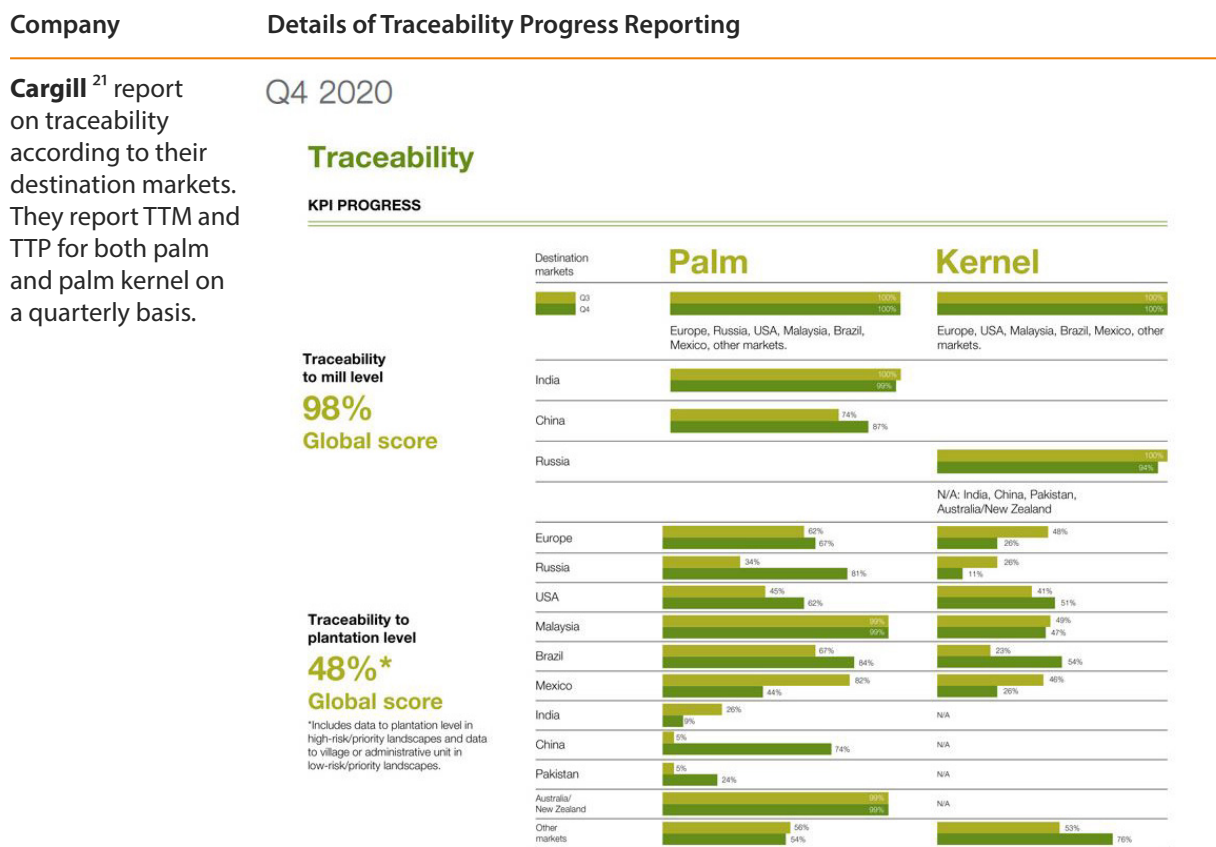 Company
Details of Traceability Progress Reporting
Cargill 21 report
on traceability
according to their
destination markets.
They report TTM and
TTP for both palm
and palm kernel on
a quarterly basis.
Q4 2020
Traceability
KPI PROGRESS
Destination
markets
Palm
Kernel
Q3
Q4
100%
100%
100%
100%
Europe, Russia, USA, Malaysia, Brazil,
Mexico, other markets.
Europe, USA, Malaysia, Brazil, Mexico, other
markets.
Traceability
to mill level
98%
Global score
India
100%
99%
China
74%
87%
Russia
100%
94%
N/A: India, China, Pakistan,
Australia/New Zealand
Traceability to
plantation level
48%*
Global score
*Includes data to plantation level in
high-risk/priority landscapes and data
to village or administrative unit in
low-risk/priority landscapes.
Europe
62%
67%
48%
26%
Russia
34%
81%
26%
11%
USA
45%
62%
41%
51%
Malaysia
99%
99%
49%
47%
Brazil
67%
84%
23%
54%
Mexico
82%
44%
46%
26%
India
26%
9%
N/A
China
5%
74%
N/A
Pakistan
5%
24%
N/A
Australia/
New Zealand
99%
99%
N/A
Other
markets
56%
54%
53%
76%